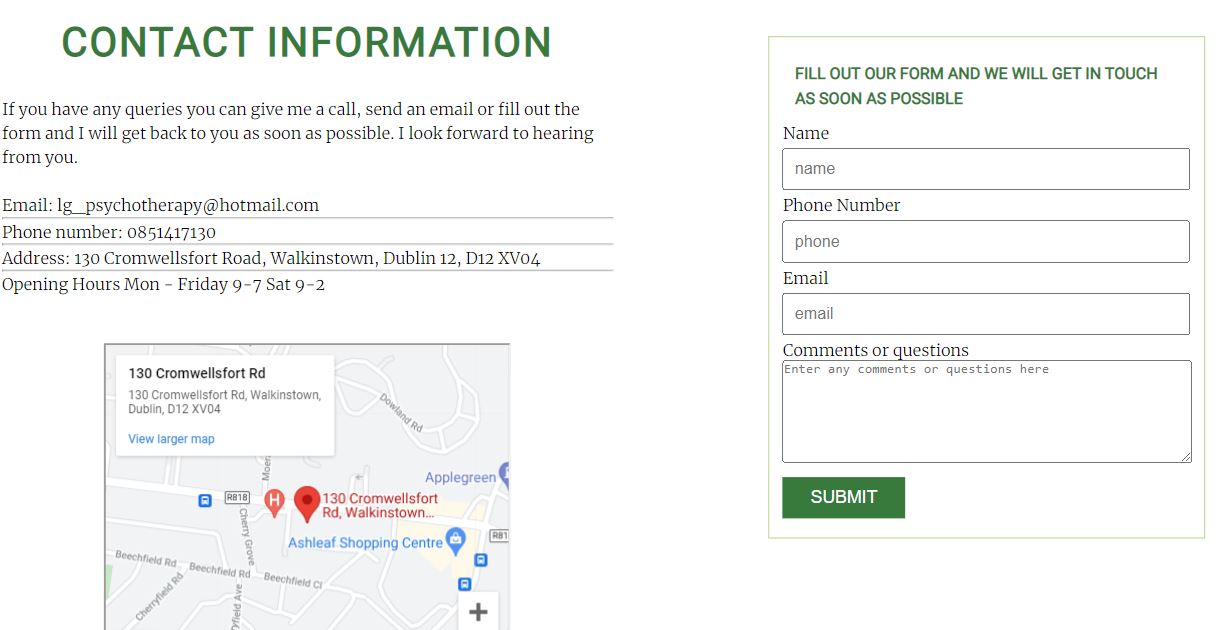 CONTACT INFORMATION
If you have any queries you can give me a call, send an email or fill out the
form and I will get back to you as soon as possible. I look forward to hearing
from you.
Email: lg_psychotherapy@hotmail.com
Phone number: 0851417130
Address: 130 Cromwellsfort Road, Walkinstown, Dublin 12, D12 XV04
Opening Hours Mon - Friday 9-7 Sat 9-2
130 Cromwellsfort Rd
130 Cromwellsfort Rd, Walkinstown,
Dublin, D12 XV04
View larger map
Dowland Rd
Moer
Applegreen
R818
H
130 Cromwellsfort
Rd, Walkinstown...
R81
Cherry Grove
Ashleaf Shopping Centre
Beechfield Rd
Beechfield Rd
Beechfield Cl
Cherryfield Rd
ryfield Ave
+
FILL OUT OUR FORM AND WE WILL GET IN TOUCH
AS SOON AS POSSIBLE
Name
name
Phone Number
phone
Email
email
Comments or questions
Enter any comments or questions here
SUBMIT